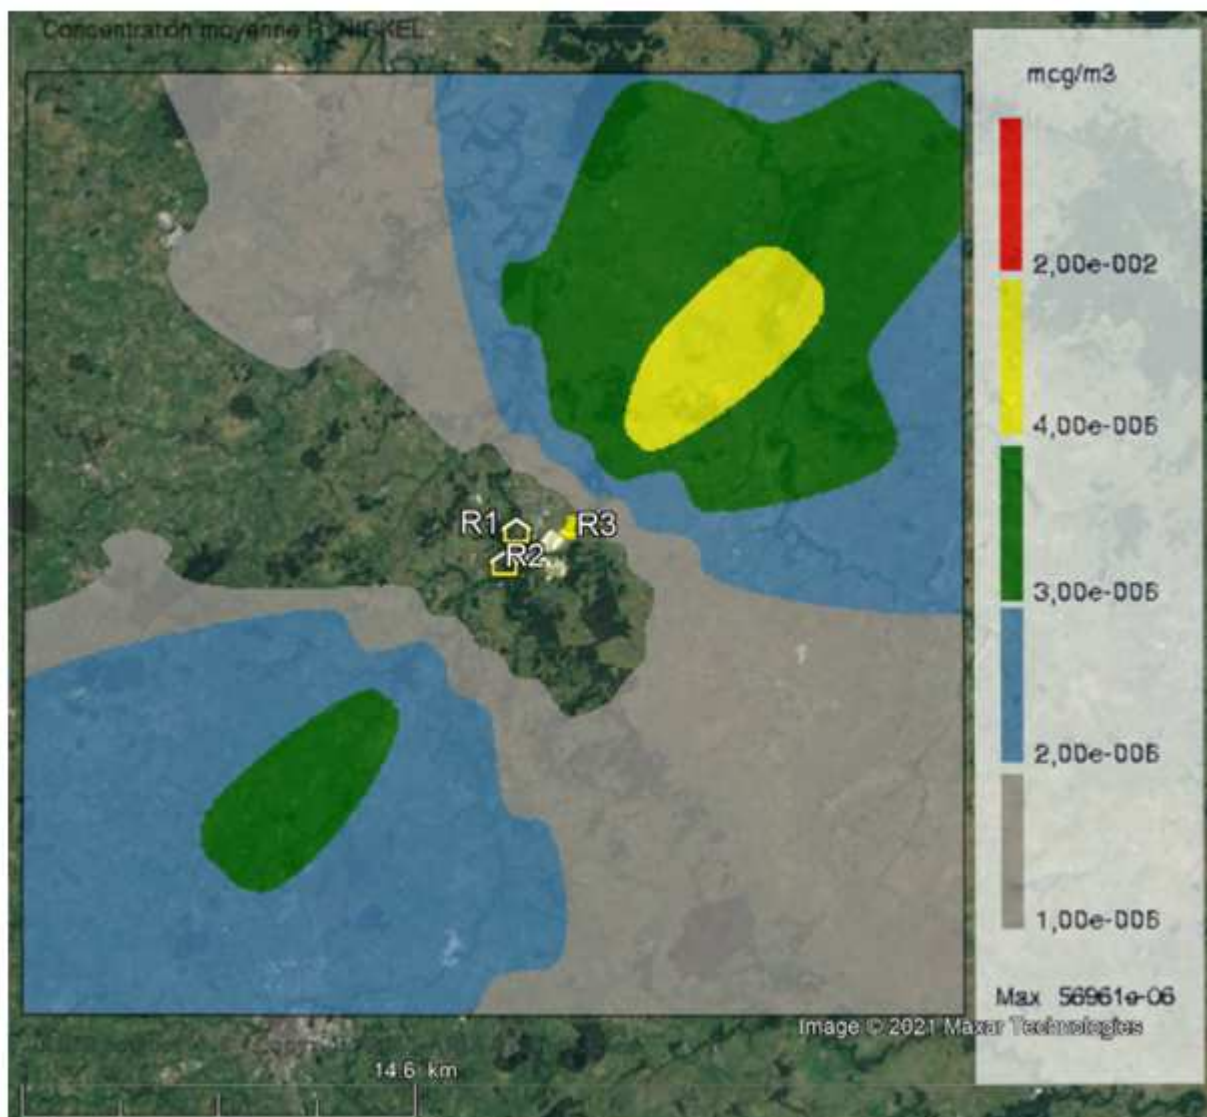 Concentration moyenne R NICKEL
mcg/m3
2,00e-002
4,00e-005
3,00e-005
2,00e-005
1,00e-005
R1
R3
R2
Max 56961e-06
Image © 2021 Maxar Technologies
14.6 km